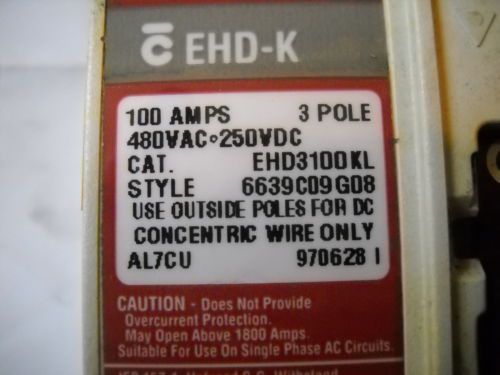 EHD-K
100 AMPS 3 POLE
480VAC•250VDC
CAT. EHD3100KL
STYLE 6639C09G08
USE OUTSIDE POLES FOR DC
CONCENTRIC WIRE ONLY
AL7CU 970628 I
CAUTION - Does Not Provide
Overcurrent Protection.
May Open Above 1800 Amps.
Suitable For Use On Single Phase AC Circuits.